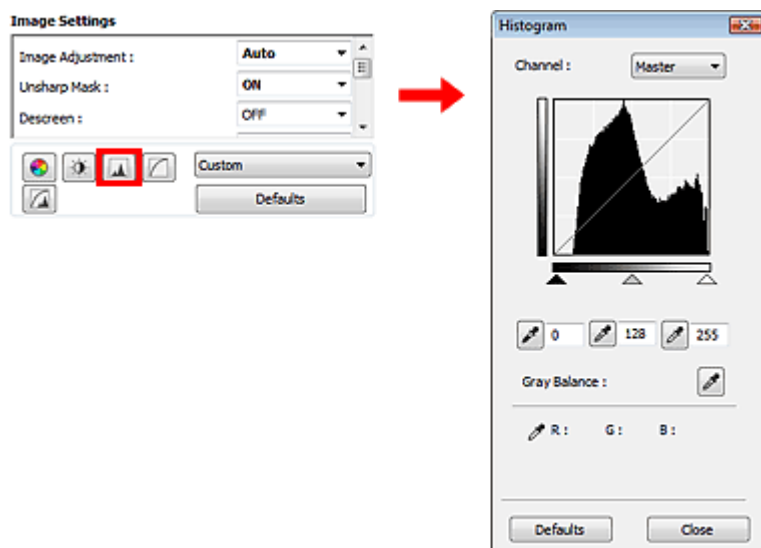 Image Settings
Image Adjustment : Auto
Unsharp Mask : ON
Descreen : OFF
Custom
Defaults
Histogram
Channel : Master
0 128 255
Gray Balance :
R : G : B :
Defaults Close